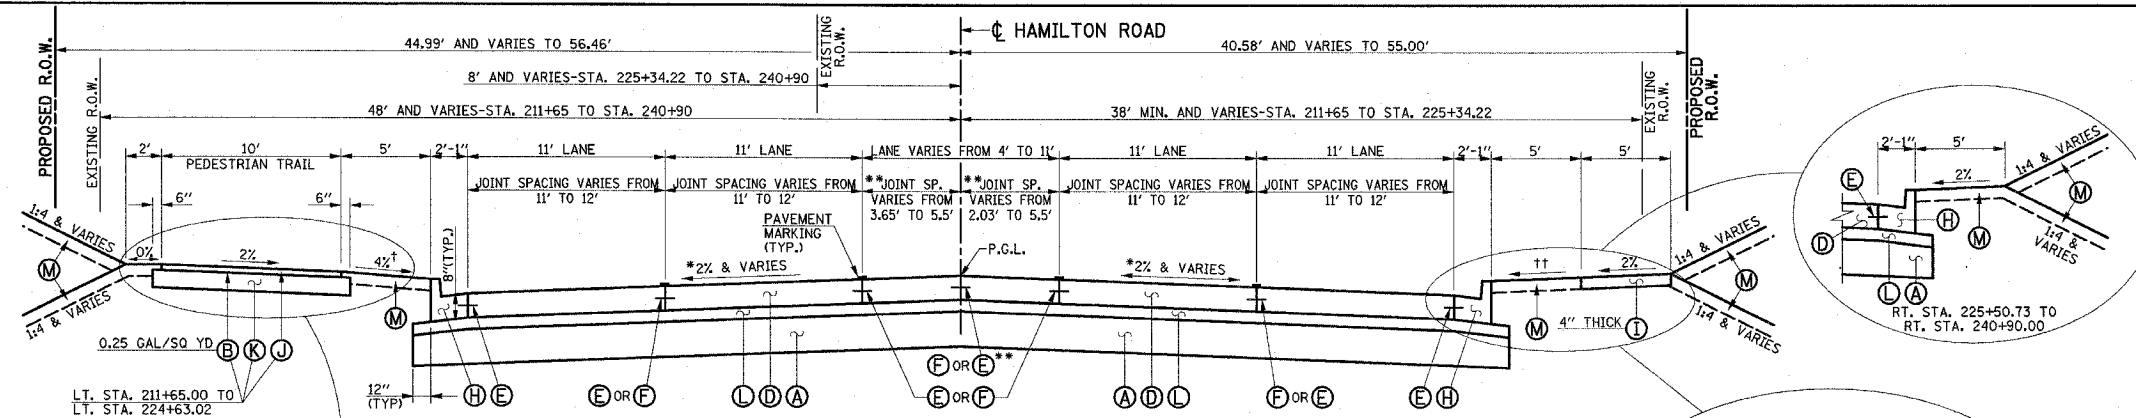 PROPOSED R.O.W.
EXISTING R.O.W.
44.99' AND VARIES TO 56.46'
EXISTING
R.O.W.
℄ HAMILTON ROAD
40.58' AND VARIES TO 55.00'
8' AND VARIES-STA. 225+34.22 TO STA. 240+90
48' AND VARIES-STA. 211+65 TO STA. 240+90
38' MIN. AND VARIES-STA. 211+65 TO STA. 225+34.22
EXISTING
R.O.W.
PROPOSED
R.O.W.
2'
10'
PEDESTRIAN TRAIL
5'
2'-1"
11' LANE
11' LANE
LANE VARIES FROM 4' TO 11'
11' LANE
11' LANE
2'-1"
5'
5'
6"
6"
JOINT SPACING VARIES FROM
11' TO 12'
JOINT SPACING VARIES FROM
11' TO 12'
**JOINT SP.
VARIES
FROM
3.65' TO 5.5'
**JOINT SP.
VARIES
FROM
2.03' TO 5.5'
JOINT SPACING VARIES FROM
11' TO 12'
JOINT SPACING VARIES FROM
11' TO 12'
PAVEMENT
MARKING
(TYP.)
P.G.L.
1:4 & VARIES
M
1:4 & VARIES
0%
2%
4%†
8"(TYP.)
*2% & VARIES
*2% & VARIES
††
2%
1:4 & VARIES
M
1:4 & VARIES
M
M
4" THICK I
0.25 GAL/SQ YD B K J
LT. STA. 211+65.00 TO
LT. STA. 224+63.02
12"
(TYP)
H E
E OR F
L D A
F OR E**
E OR F
A D L
F OR E
E H
2'-1"
5'
2%
1:4 & VARIES
M
1:4 &
VARIES
E
D
H
M
L A
RT. STA. 225+50.73 TO
RT. STA. 240+90.00